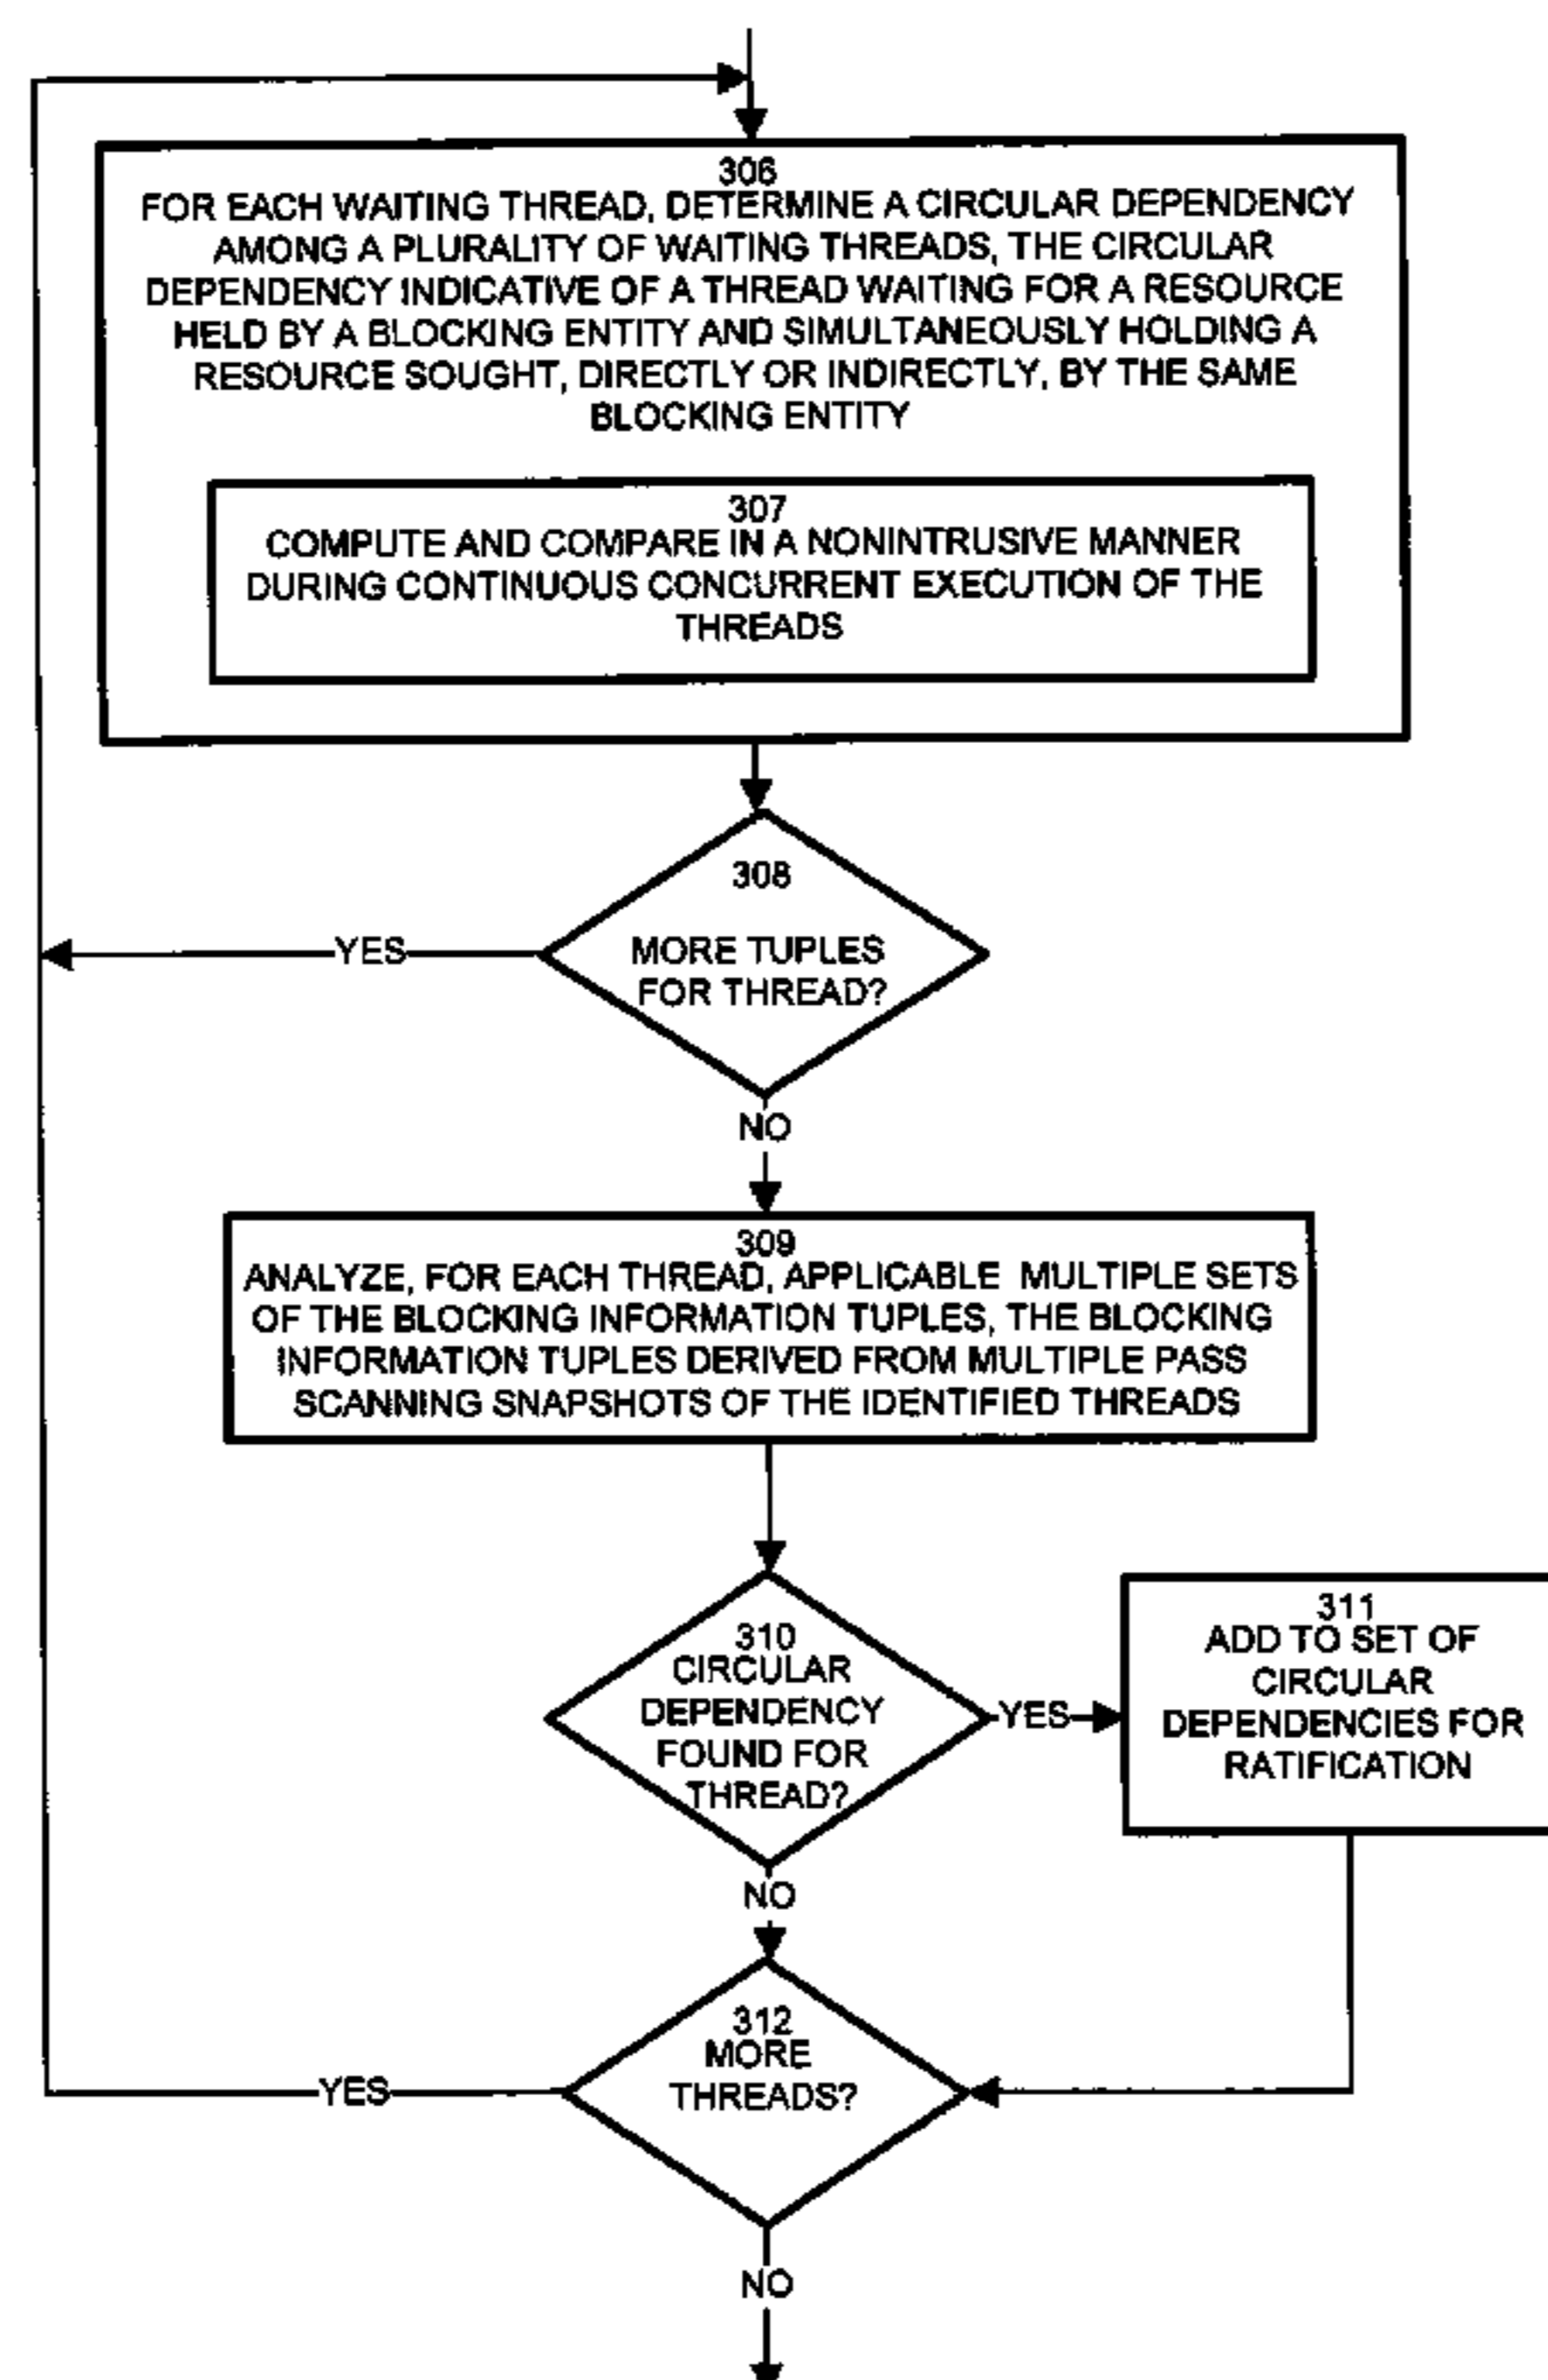 306
FOR EACH WAITING THREAD, DETERMINE A CIRCULAR DEPENDENCY
AMONG A PLURALITY OF WAITING THREADS, THE CIRCULAR
DEPENDENCY INDICATIVE OF A THREAD WAITING FOR A RESOURCE
HELD BY A BLOCKING ENTITY AND SIMULTANEOUSLY HOLDING A
RESOURCE SOUGHT, DIRECTLY OR INDIRECTLY, BY THE SAME
BLOCKING ENTITY
307
COMPUTE AND COMPARE IN A NONINTRUSIVE MANNER
DURING CONTINUOUS CONCURRENT EXECUTION OF THE
THREADS
308
YES
MORE TUPLES
FOR THREAD?
NO
309
ANALYZE, FOR EACH THREAD, APPLICABLE MULTIPLE SETS
OF THE BLOCKING INFORMATION TUPLES, THE BLOCKING
INFORMATION TUPLES DERIVED FROM MULTIPLE PASS
SCANNING SNAPSHOTS OF THE IDENTIFIED THREADS
310
CIRCULAR
DEPENDENCY
FOUND FOR
THREAD?
YES
311
ADD TO SET OF
CIRCULAR
DEPENDENCIES FOR
RATIFICATION
NO
312
MORE
THREADS?
YES
NO